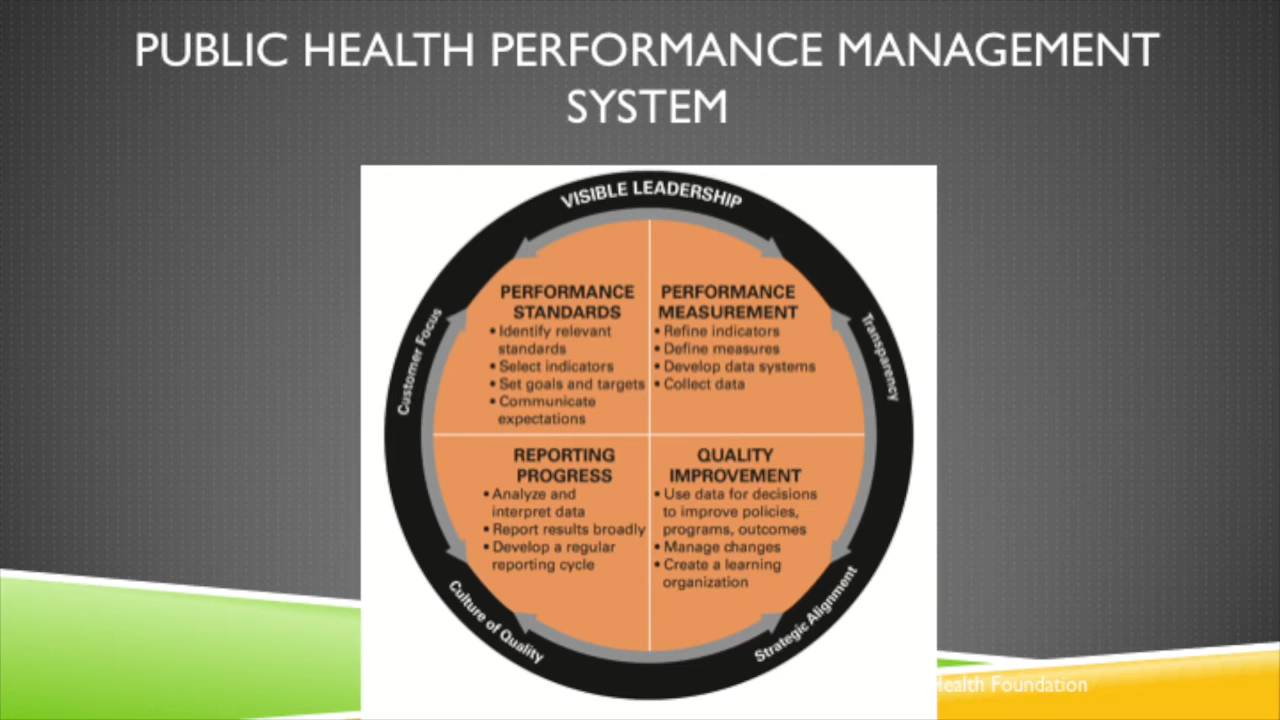 PUBLIC HEALTH PERFORMANCE MANAGEMENT
SYSTEM
VISIBLE LEADERSHIP
Customer Focus
Transparency
PERFORMANCE
STANDARDS
• Identify relevant
standards
• Select indicators
• Set goals and targets
• Communicate
expectations
PERFORMANCE
MEASUREMENT
• Refine indicators
• Define measures
• Develop data systems
• Collect data
REPORTING
PROGRESS
• Analyze and
interpret data
• Report results broadly
• Develop a regular
reporting cycle
QUALITY
IMPROVEMENT
• Use data for decisions
to improve policies,
programs, outcomes
• Manage changes
• Create a learning
organization
Culture of Quality
Strategic Alignment
Foundation